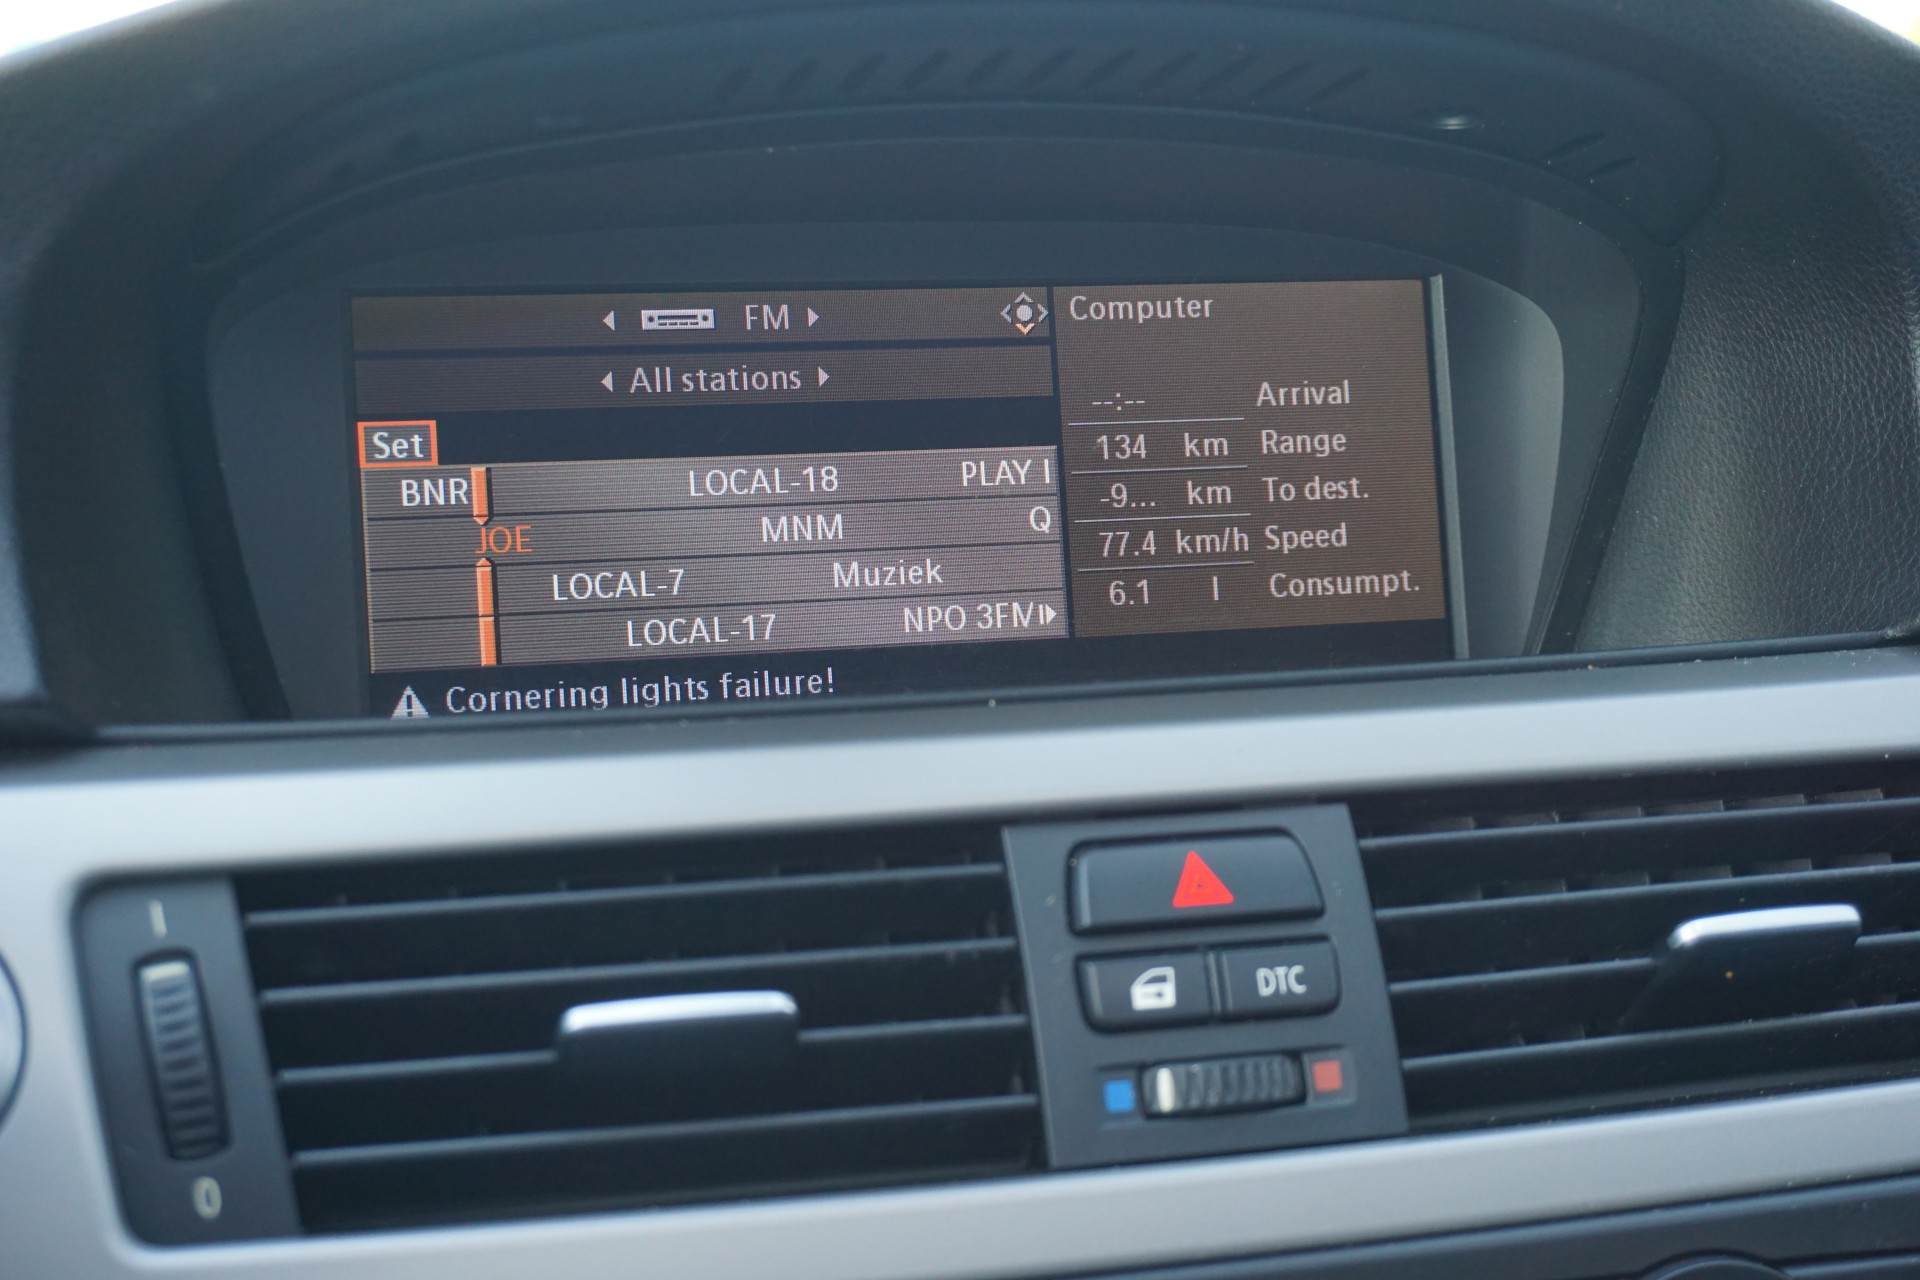 FM
All stations
Set
BNR LOCAL-18 PLAY
JOE MNM Q
LOCAL-7 Muziek
LOCAL-17 NPO 3FM
Cornering lights failure!
Computer
--:-- Arrival
134 km Range
-9... km To dest.
77.4 km/h Speed
6.1 l Consumpt.
DTC
I
0